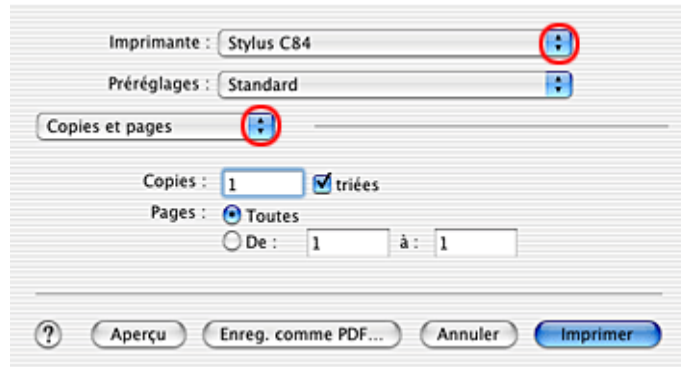 Imprimante : Stylus C84
Préréglages : Standard
Copies et pages
Copies : 1 triées
Pages : Toutes
De : 1 à : 1
? Aperçu Enreg. comme PDF... Annuler Imprimer